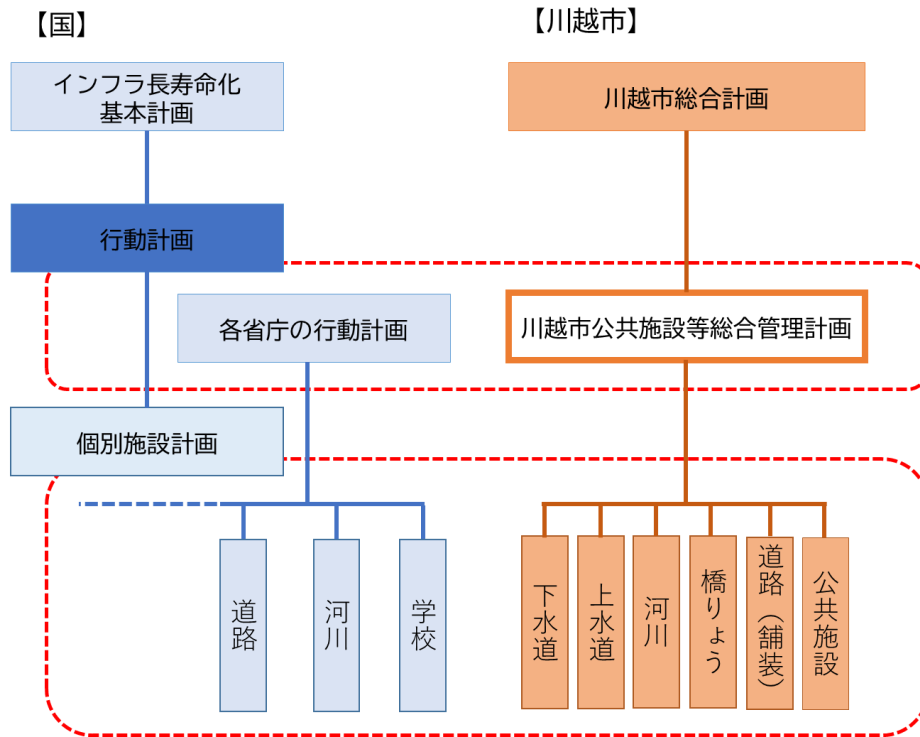 【国】
【川越市】
インフラ長寿命化
基本計画
川越市総合計画
行動計画
各省庁の行動計画
川越市公共施設等総合管理計画
個別施設計画
道路
河川
学校
下水道
上水道
河川
橋りょう
道路（舗装）
公共施設